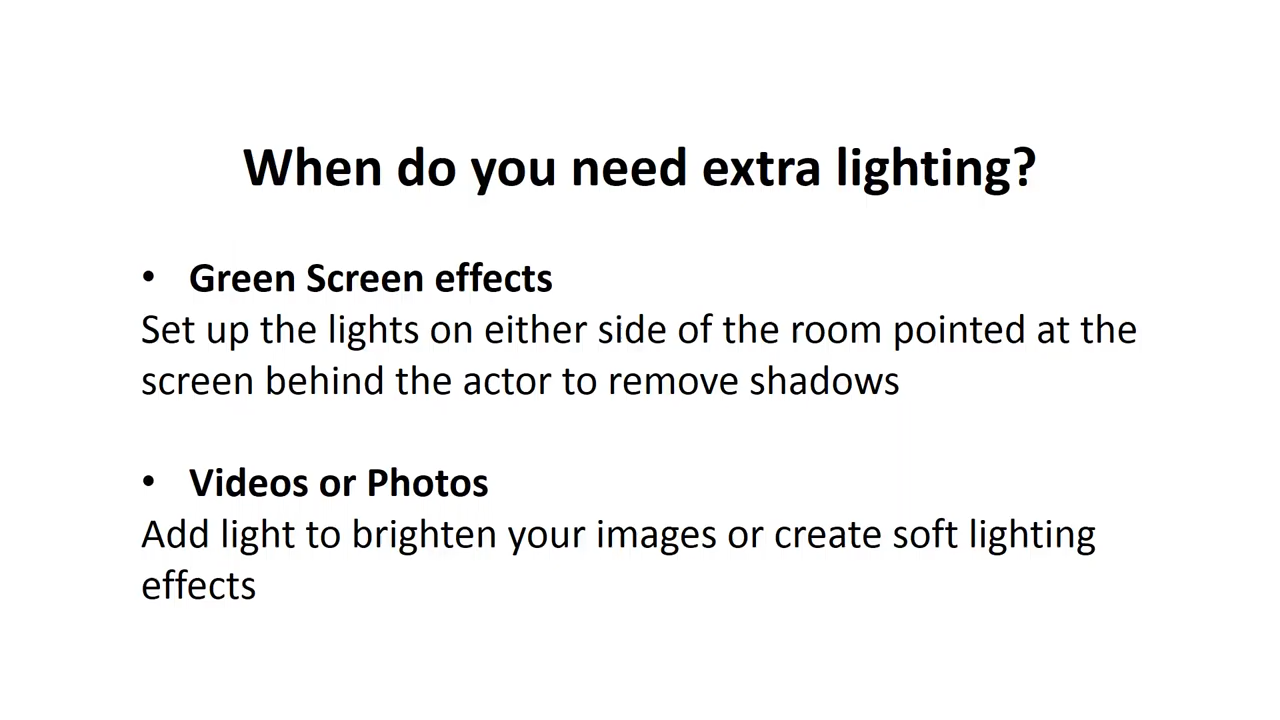 When do you need extra lighting?
• Green Screen effects
Set up the lights on either side of the room pointed at the
screen behind the actor to remove shadows
• Videos or Photos
Add light to brighten your images or create soft lighting
effects